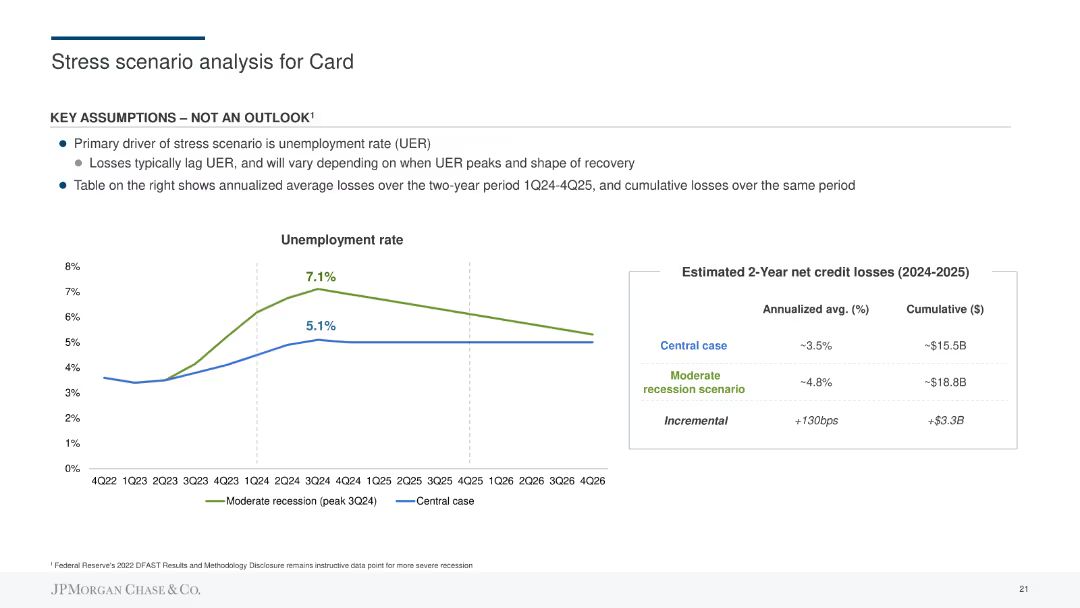 Stress scenario analysis for Card
KEY ASSUMPTIONS – NOT AN OUTLOOK¹
Primary driver of stress scenario is unemployment rate (UER)
Losses typically lag UER, and will vary depending on when UER peaks and shape of recovery
Table on the right shows annualized average losses over the two-year period 1Q24-4Q25, and cumulative losses over the same period
Unemployment rate
8%
7%
6%
5%
4%
3%
2%
1%
0%
7.1%
5.1%
4Q22 1Q23 2Q23 3Q23 4Q23 1Q24 2Q24 3Q24 4Q24 1Q25 2Q25 3Q25 4Q25 1Q26 2Q26 3Q26 4Q26
Moderate recession (peak 3Q24) Central case
Estimated 2-Year net credit losses (2024-2025)
Annualized avg. (%) Cumulative ($)
Central case ~3.5% ~$15.5B
Moderate
recession scenario ~4.8% ~$18.8B
Incremental +130bps +$3.3B
¹ Federal Reserve's 2022 DFAST Results and Methodology Disclosure remains instructive data point for more severe recession
JPMORGAN CHASE & CO.
21